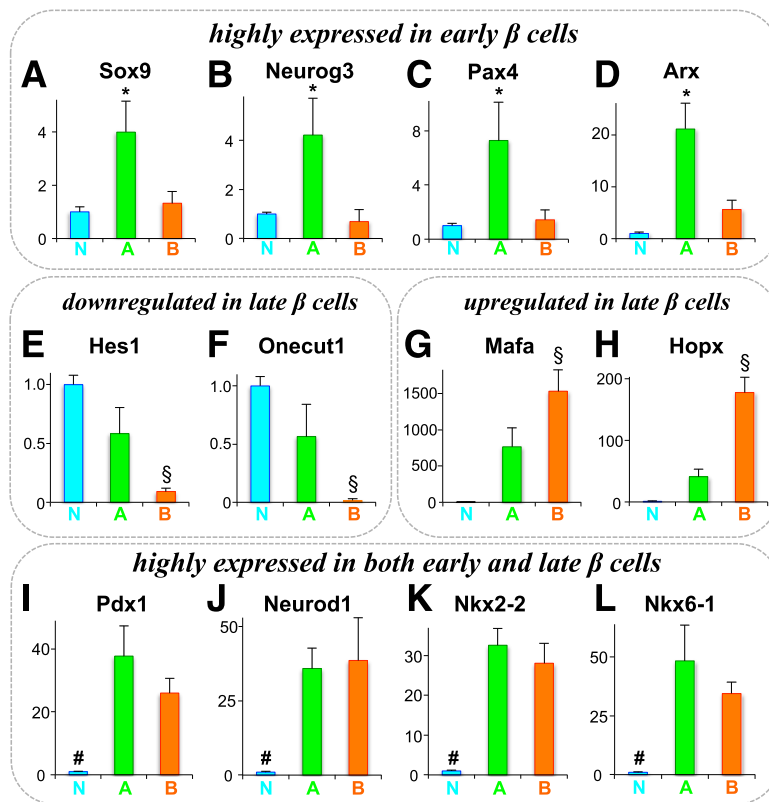 highly expressed in early β cells
A Sox9 B Neurog3 C Pax4 D Arx
* * * *
4 2 0
4 2 0
8 4 0
20 10 0
N A B N A B N A B N A B
downregulated in late β cells
upregulated in late β cells
E Hes1 F Onecut1 G Mafa H Hopx
§ § § §
1.0 0.5 0
1.0 0.5 0
1500 1000 500 0
200 100 0
N A B N A B N A B N A B
highly expressed in both early and late β cells
I Pdx1 J Neurod1 K Nkx2-2 L Nkx6-1
40 20 0
50 25 0
30 20 10 0
50 25 0
# # # #
N A B N A B N A B N A B